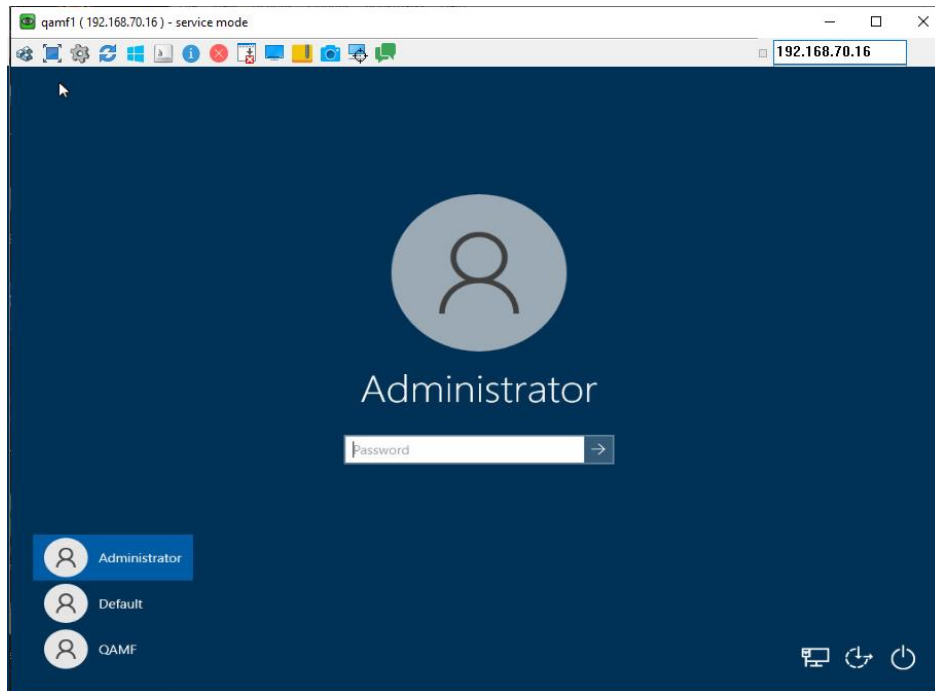 qamf1 ( 192.168.70.16 ) - service mode
192.168.70.16
Administrator
Password
Administrator
Default
QAMF